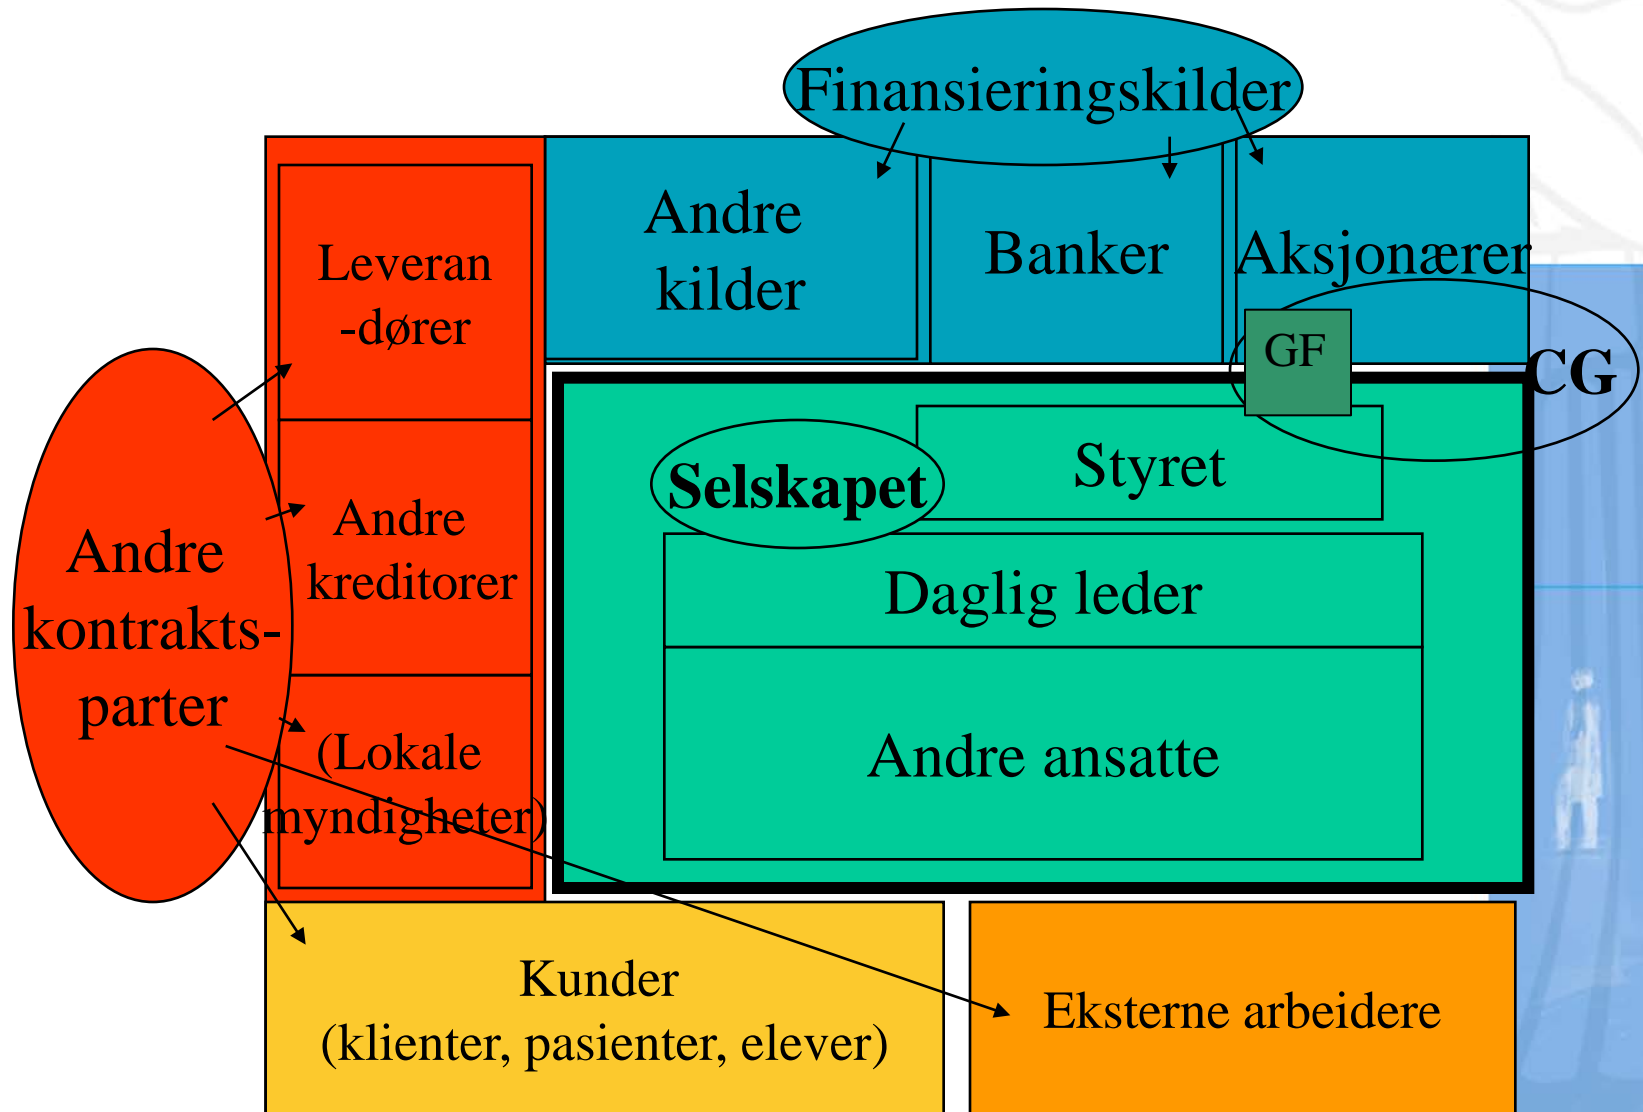 Finansieringskilder
Andre
kilder
Banker
Aksjonærer
Leveran
-dører
GF
CG
Selskapet
Styret
Andre
kreditorer
Andre
kontrakts-
parter
Daglig leder
(Lokale
myndigheter)
Andre ansatte
Kunder
(klienter, pasienter, elever)
Eksterne arbeidere